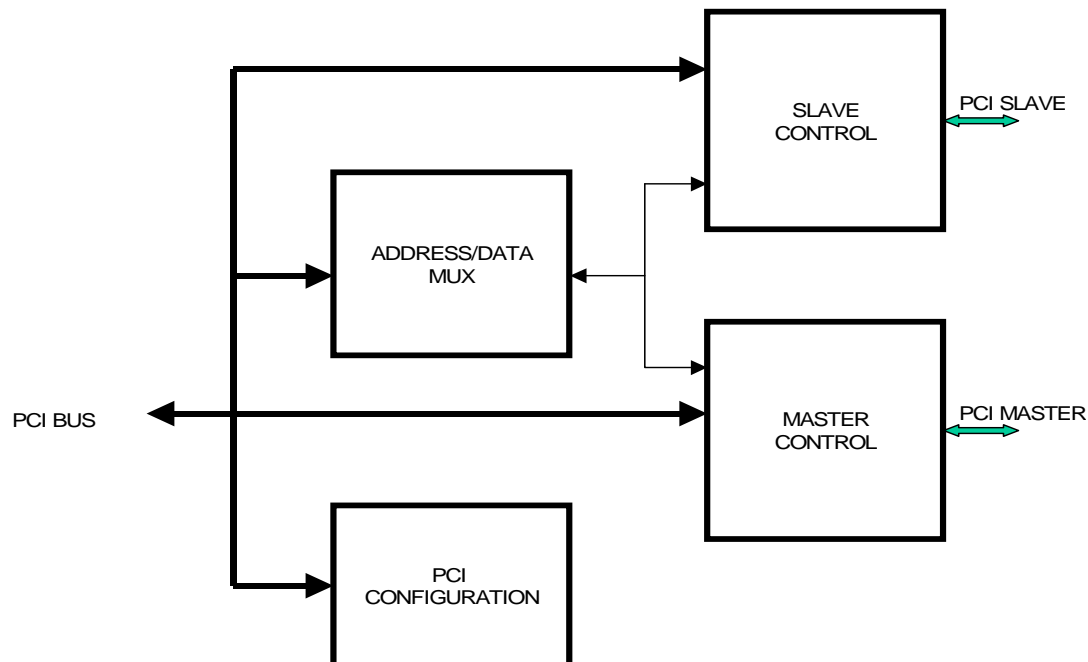 SLAVE
CONTROL
PCI SLAVE
ADDRESS/DATA
MUX
PCI BUS
MASTER
CONTROL
PCI MASTER
PCI
CONFIGURATION